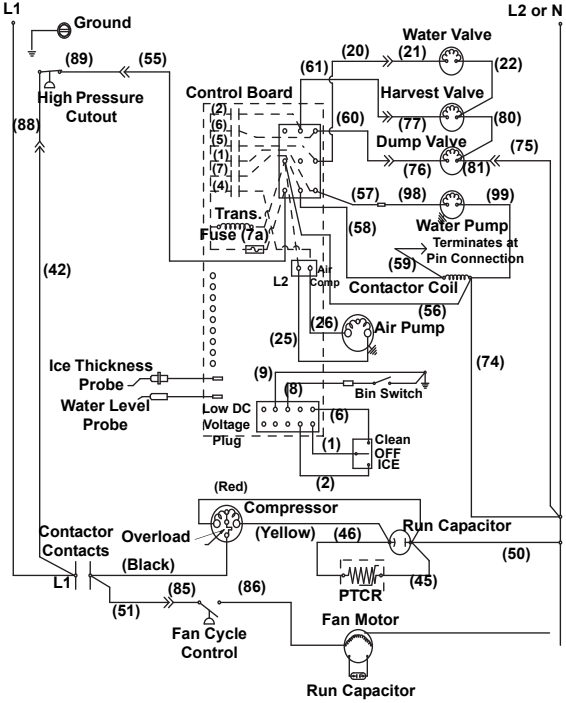 L1
L2 or N
Ground
Water Valve
(20)
(21)
(22)
(89)
(55)
(61)
Control Board
Harvest Valve
High Pressure
Cutout
(2)
(6)
(5)
(1)
(7)
(4)
(60)
(77)
(80)
(88)
Dump Valve
(75)
(76)
(81)
(57)
(98)
(99)
Trans.
Fuse (7a)
(58)
Water Pump
Terminates at
Pin Connection
(59)
(42)
Air
Comp
L2
Contactor Coil
(56)
(26)
Air Pump
(25)
(74)
Ice Thickness
Probe
(9)
(8)
Bin Switch
Water Level
Probe
Low DC
Voltage
Plug
(6)
(1)
(2)
Clean
OFF
ICE
(Red)
Compressor
Contactor
Contacts
Overload
(Yellow)
(46)
Run Capacitor
(50)
(Black)
L1
(45)
PTCR
(51)
(85)
(86)
Fan Cycle
Control
Fan Motor
Run Capacitor